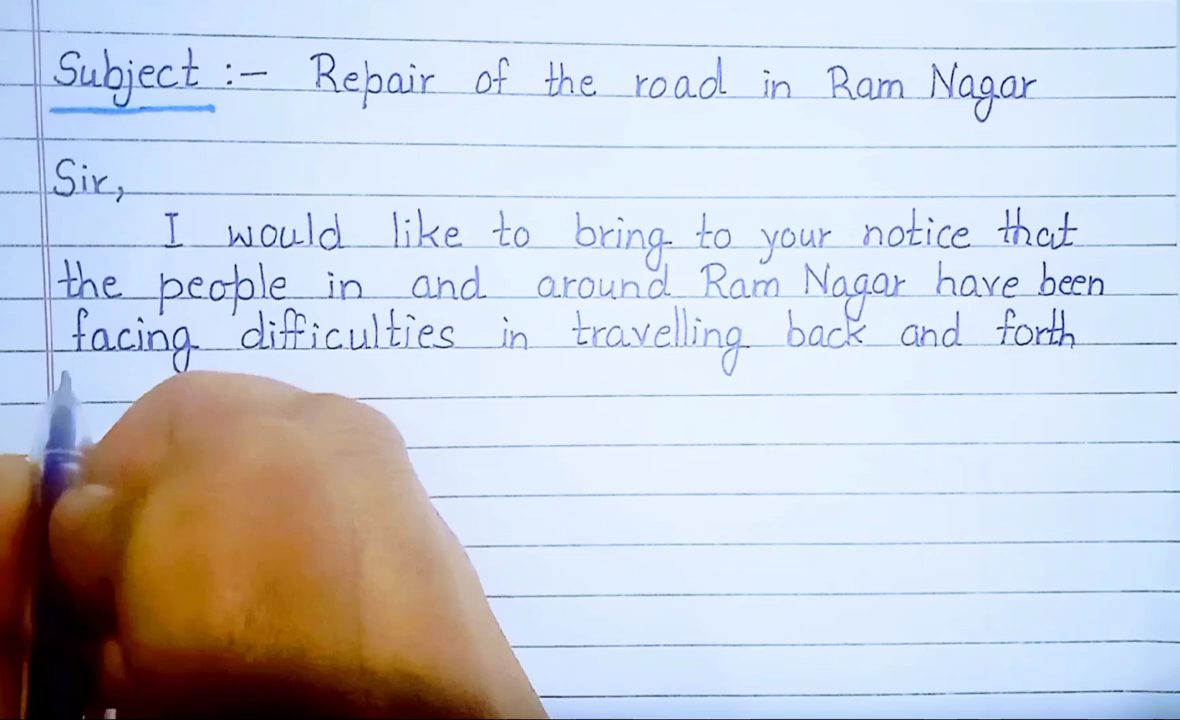 Subject :- Repair of the road in Ram Nagar
Sir,
I would like to bring to your notice that
the people in and around Ram Nagar have been
facing difficulties in travelling back and forth